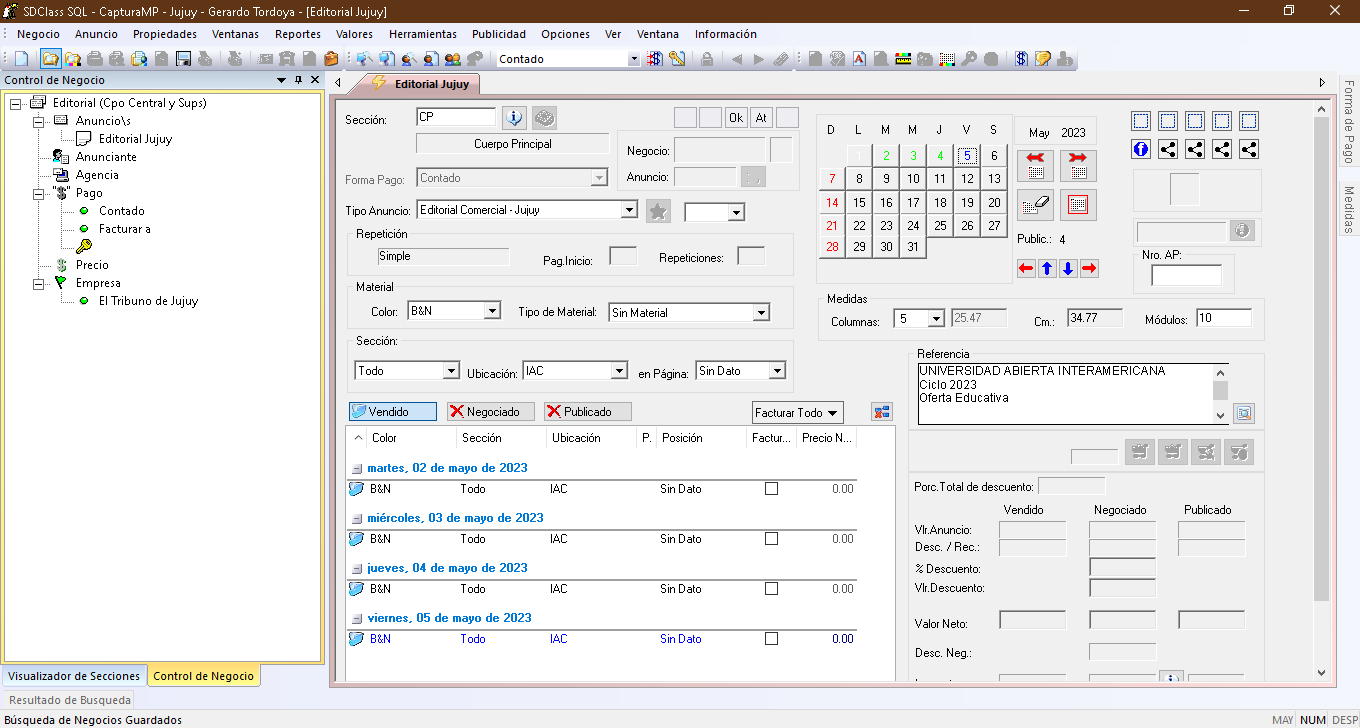 SDClass SQL - CapturaMP - Jujuy - Gerardo Tordoya - [Editorial Jujuy]
Negocio Anuncio Propiedades Ventanas Reportes Valores Herramientas Publicidad Opciones Ver Ventana Información
Contado
Control de Negocio
Editorial (Cpo Central y Sups)
Anuncio\s
Editorial Jujuy
Anunciante
Agencia
Pago
Contado
Facturar a
Precio
Empresa
El Tribuno de Jujuy
Visualizador de Secciones Control de Negocio
Resultado de Busqueda
Búsqueda de Negocios Guardados
Editorial Jujuy
Sección: CP
Cuerpo Principal
Forma Pago: Contado
Tipo Anuncio: Editorial Comercial - Jujuy
Ok At
Negocio:
Anuncio:
Repetición
Simple Pag.Inicio: Repeticiones:
Material
Color: B&N Tipo de Material: Sin Material
Sección:
Todo Ubicación: IAC en Página: Sin Dato
Vendido Negociado Publicado Facturar Todo
Color Sección Ubicación P. Posición Factur... Precio N...
martes, 02 de mayo de 2023
B&N Todo IAC Sin Dato 0.00
miércoles, 03 de mayo de 2023
B&N Todo IAC Sin Dato 0.00
jueves, 04 de mayo de 2023
B&N Todo IAC Sin Dato 0.00
viernes, 05 de mayo de 2023
B&N Todo IAC Sin Dato 0.00
D L M M J V S
1 2 3 4 5 6
7 8 9 10 11 12 13
14 15 16 17 18 19 20
21 22 23 24 25 26 27
28 29 30 31
May 2023
Public.: 4
Nro. AP:
Medidas
Columnas: 5 25.47 Cm.: 34.77 Módulos: 10
Referencia
UNIVERSIDAD ABIERTA INTERAMERICANA
Ciclo 2023
Oferta Educativa
Porc.Total de descuento:
Vendido Negociado Publicado
Vlr.Anuncio:
Desc. / Rec.:
% Descuento:
Vlr.Descuento:
Valor Neto:
Desc. Neg.:
Forma de Pago
Medidas
MAY NUM DESP